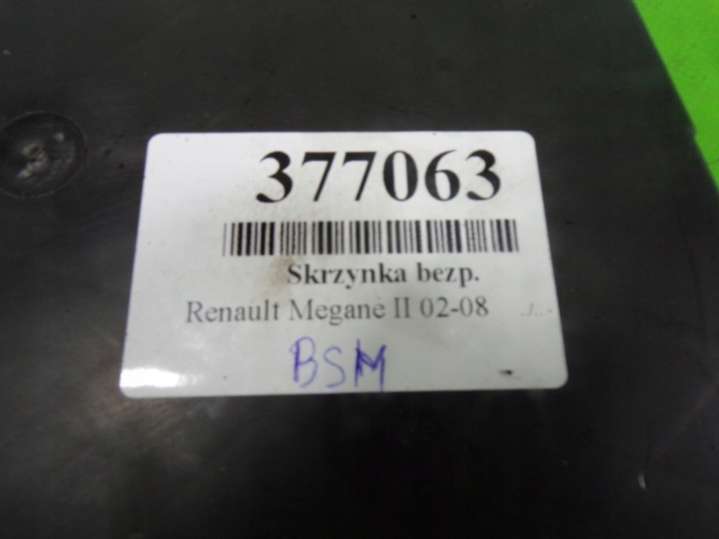 377063
Skrzynka bezp.
Renault Megane II 02-08
BSM